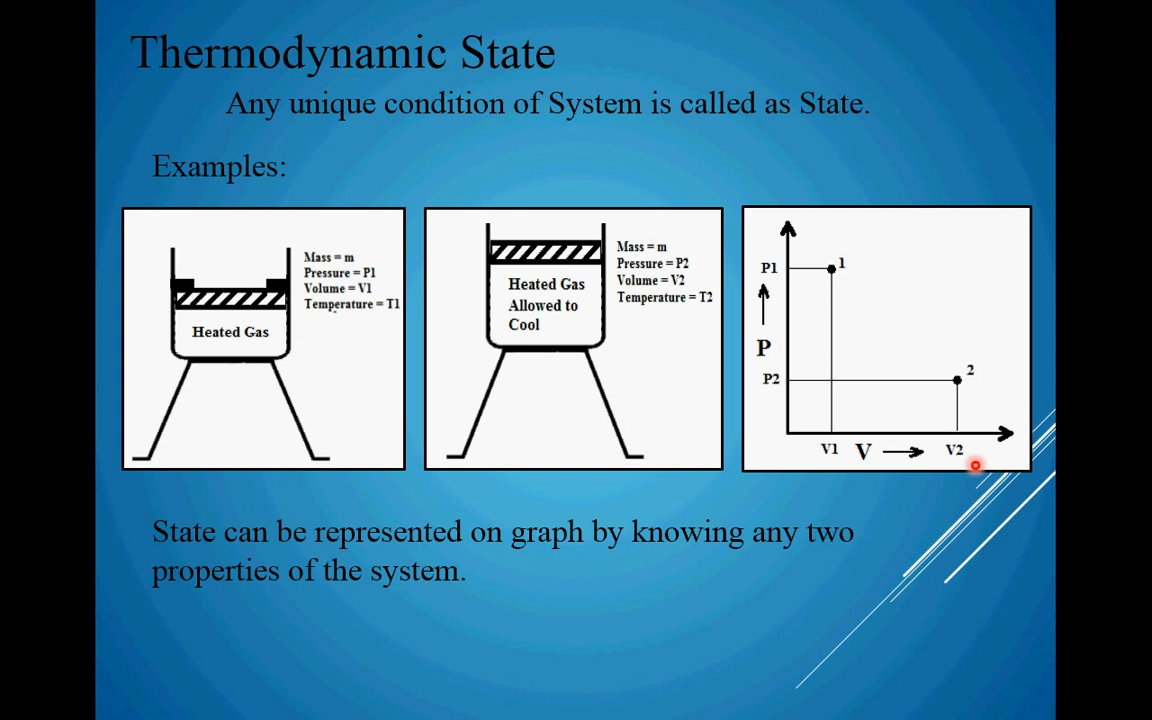 Thermodynamic State
Any unique condition of System is called as State.
Examples:
Mass = m
Pressure = P1
Volume = V1
Temperature = T1
Heated Gas
Mass = m
Pressure = P2
Volume = V2
Temperature = T2
Heated Gas
Allowed to
Cool
P1
1
P
P2
2
V1 V V2
State can be represented on graph by knowing any two
properties of the system.